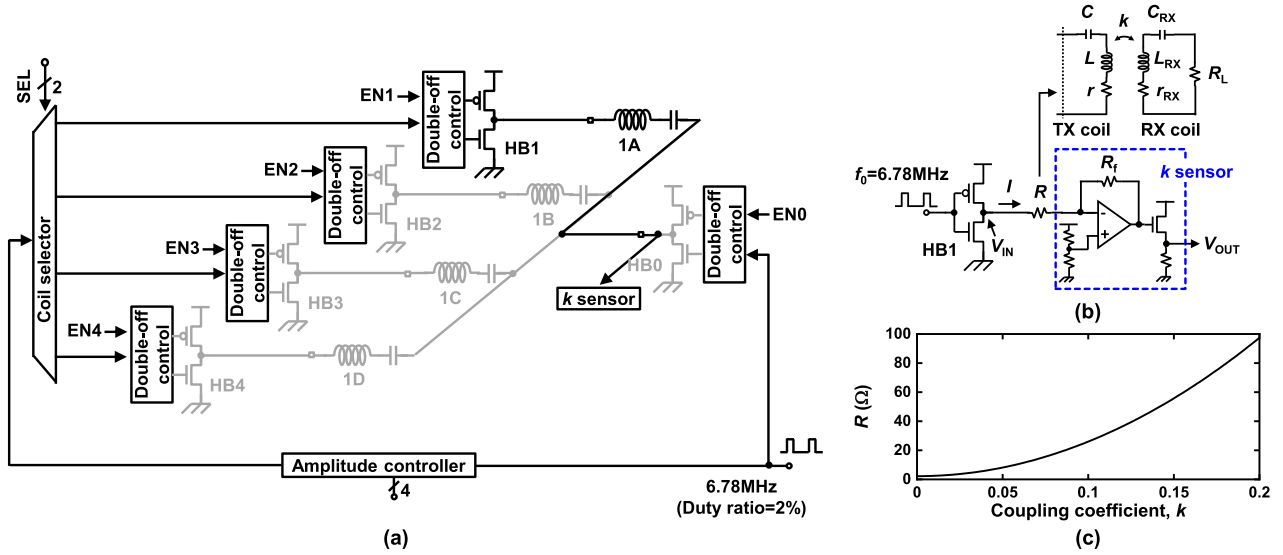 SEL
2
Coil selector
EN1
Double-off
control
HB1
1A
EN2
Double-off
control
HB2
1B
EN3
Double-off
control
HB3
1C
EN4
Double-off
control
HB4
1D
HB0
Double-off
control
EN0
k sensor
Amplitude controller
4
6.78MHz
(Duty ratio=2%)
(a)
C
k
CRX
L
LRX
RL
r
rRX
TX coil
RX coil
f0=6.78MHz
I
R
Rf
k sensor
-
+
HB1
VIN
VOUT
(b)
100
80
60
40
20
0
R (Ω)
0
0.05
0.1
0.15
0.2
Coupling coefficient, k
(c)